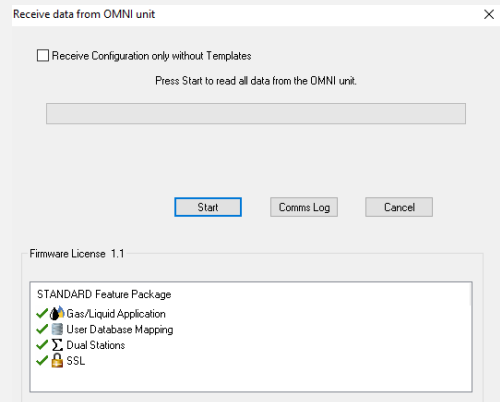 Receive data from OMNI unit
Receive Configuration only without Templates
Press Start to read all data from the OMNI unit.
Start Comms Log Cancel
Firmware License 1.1
STANDARD Feature Package
Gas/Liquid Application
User Database Mapping
Dual Stations
SSL